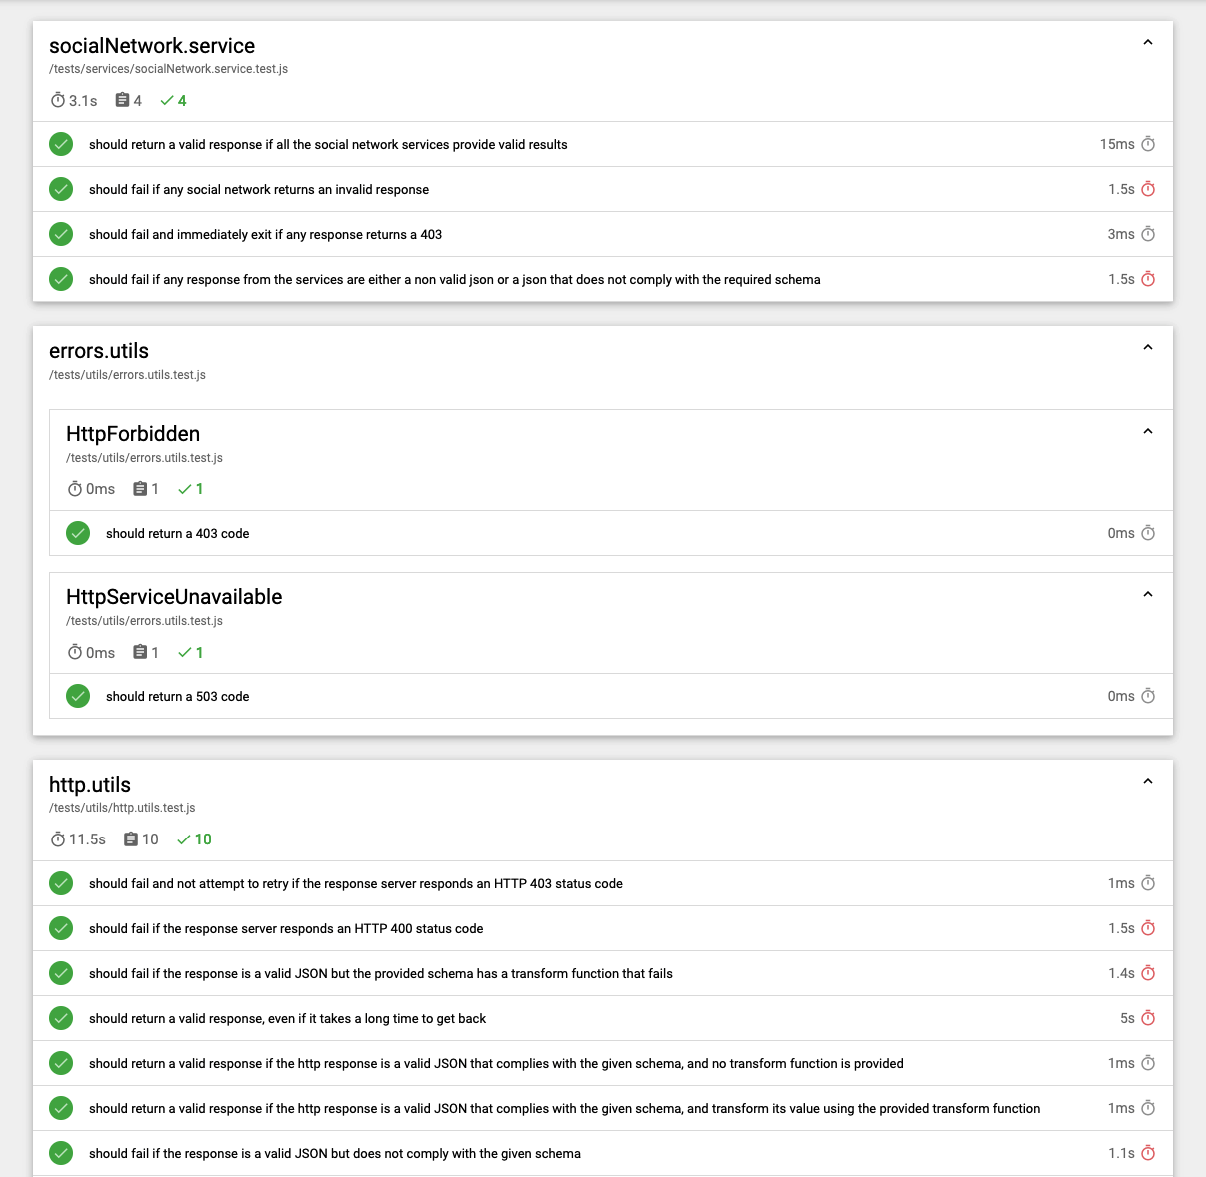 socialNetwork.service
/tests/services/socialNetwork.service.test.js
3.1s 4 4
should return a valid response if all the social network services provide valid results 15ms
should fail if any social network returns an invalid response 1.5s
should fail and immediately exit if any response returns a 403 3ms
should fail if any response from the services are either a non valid json or a json that does not comply with the required schema 1.5s
errors.utils
/tests/utils/errors.utils.test.js
HttpForbidden
/tests/utils/errors.utils.test.js
0ms 1 1
should return a 403 code 0ms
HttpServiceUnavailable
/tests/utils/errors.utils.test.js
0ms 1 1
should return a 503 code 0ms
http.utils
/tests/utils/http.utils.test.js
11.5s 10 10
should fail and not attempt to retry if the response server responds an HTTP 403 status code 1ms
should fail if the response server responds an HTTP 400 status code 1.5s
should fail if the response is a valid JSON but the provided schema has a transform function that fails 1.4s
should return a valid response, even if it takes a long time to get back 5s
should return a valid response if the http response is a valid JSON that complies with the given schema, and no transform function is provided 1ms
should return a valid response if the http response is a valid JSON that complies with the given schema, and transform its value using the provided transform function 1ms
should fail if the response is a valid JSON but does not comply with the given schema 1.1s